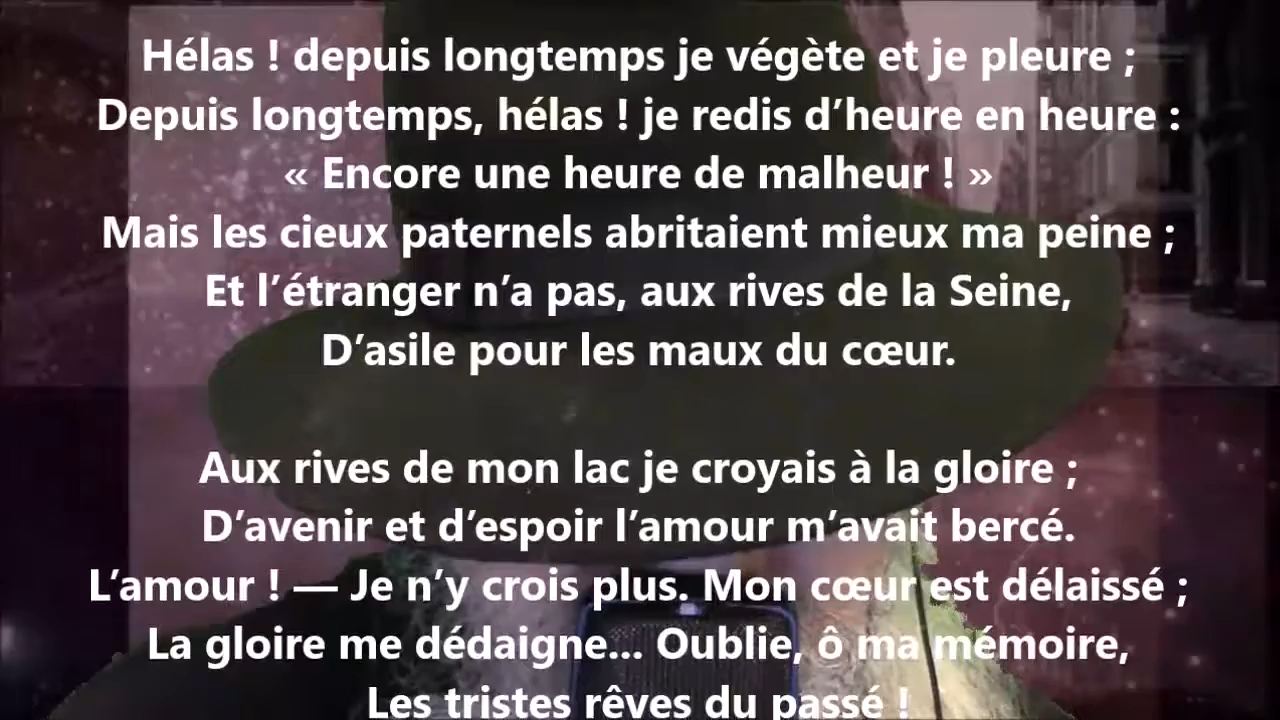 Hélas ! depuis longtemps je végète et je pleure ;
Depuis longtemps, hélas ! je redis d’heure en heure :
« Encore une heure de malheur ! »
Mais les cieux paternels abritaient mieux ma peine ;
Et l’étranger n’a pas, aux rives de la Seine,
D’asile pour les maux du cœur.
Aux rives de mon lac je croyais à la gloire ;
D’avenir et d’espoir l’amour m’avait bercé.
L’amour ! — Je n’y crois plus. Mon cœur est délaissé ;
La gloire me dédaigne... Oublie, ô ma mémoire,
Les tristes rêves du passé !